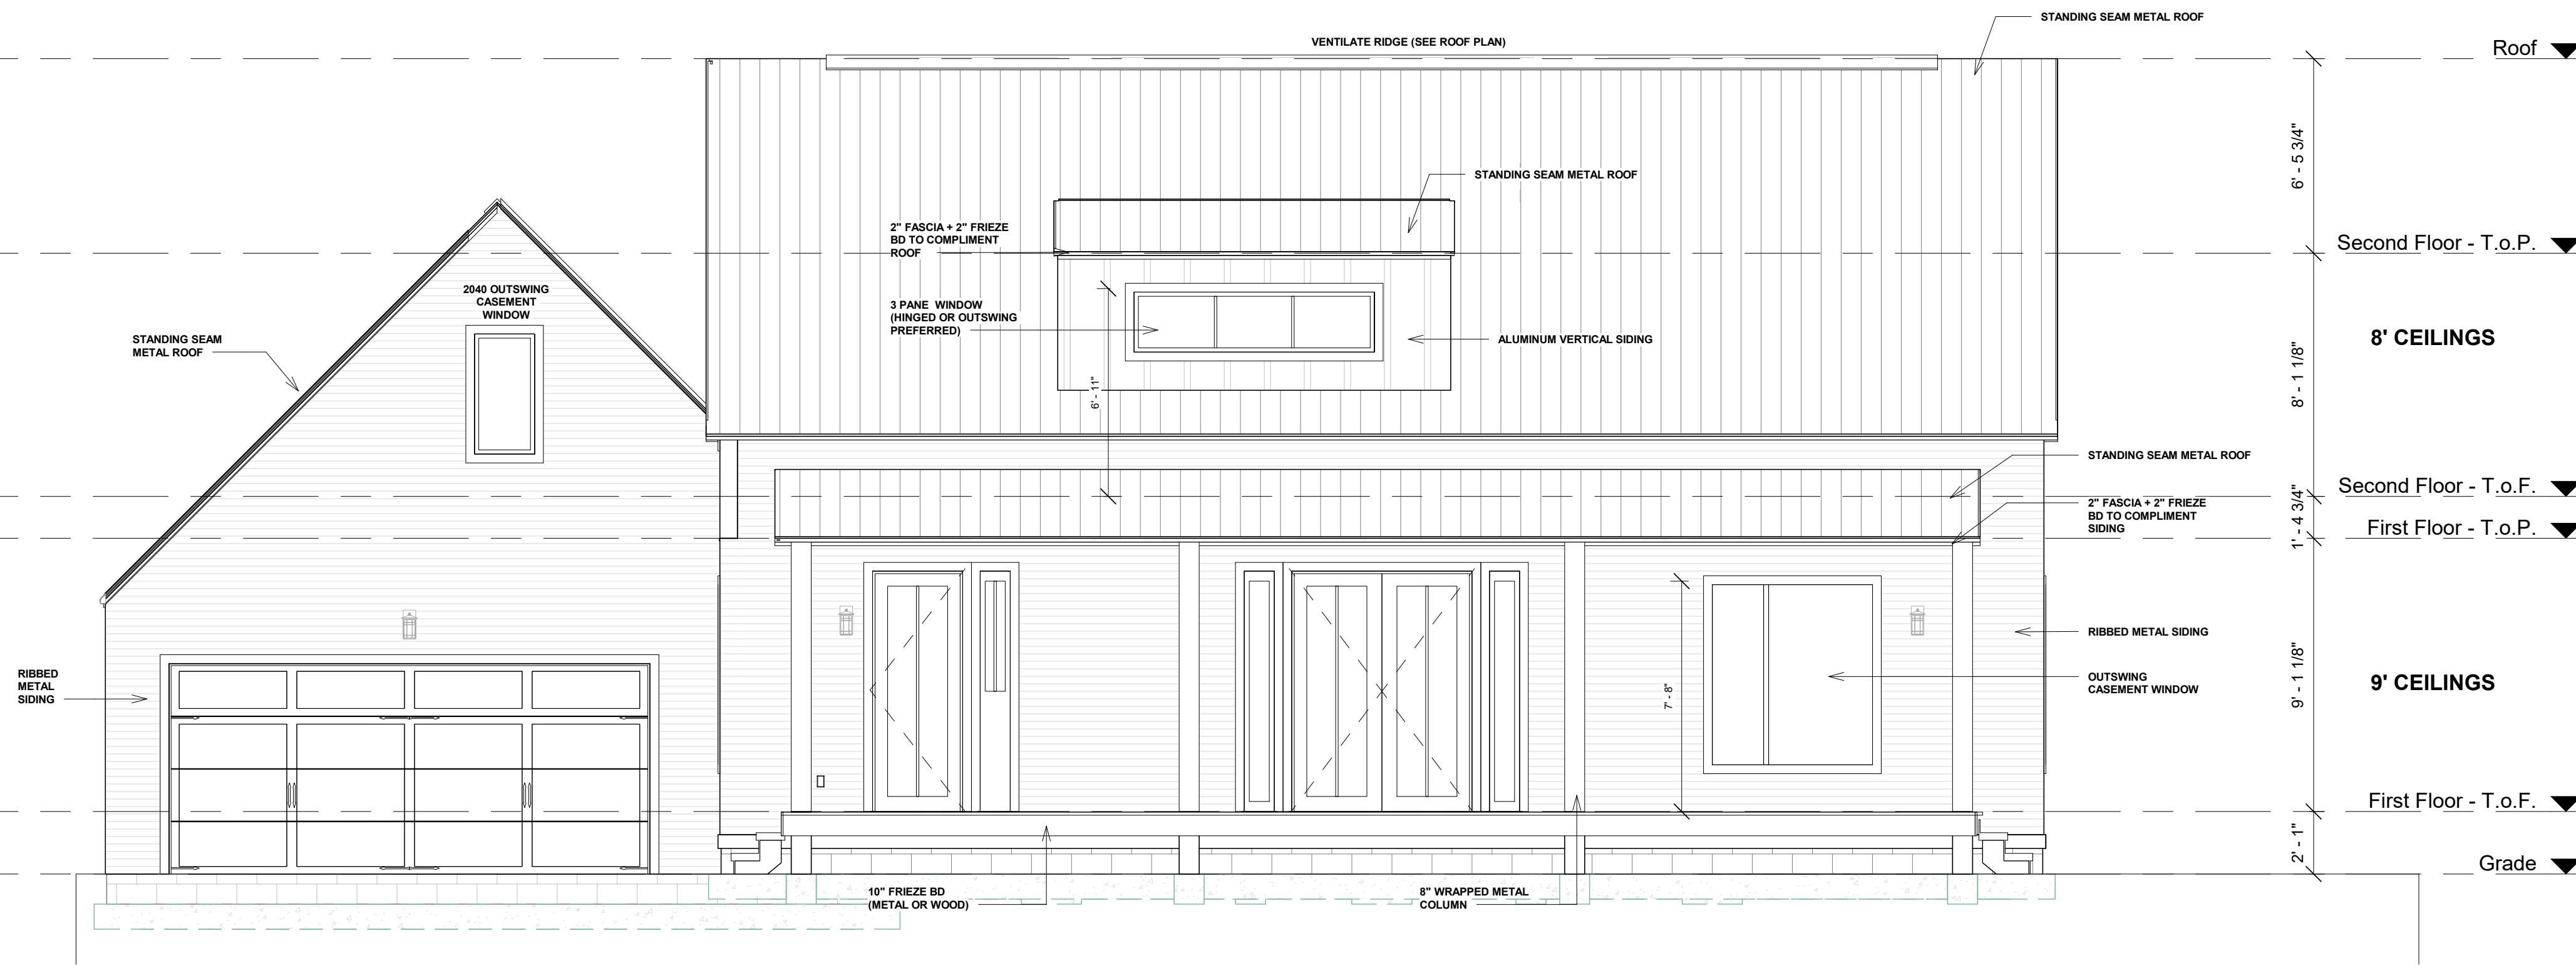 STANDING SEAM METAL ROOF
VENTILATE RIDGE (SEE ROOF PLAN)
Roof
6' - 5 3/4"
STANDING SEAM METAL ROOF
2" FASCIA + 2" FRIEZE
BD TO COMPLIMENT
ROOF
Second Floor - T.o.P.
2040 OUTSWING
CASEMENT
WINDOW
3 PANE WINDOW
(HINGED OR OUTSWING
PREFERRED)
STANDING SEAM
METAL ROOF
ALUMINUM VERTICAL SIDING
8' CEILINGS
8' - 1 1/8"
6' - 11"
STANDING SEAM METAL ROOF
Second Floor - T.o.F.
2" FASCIA + 2" FRIEZE
BD TO COMPLIMENT
SIDING
1' - 4 3/4"
First Floor - T.o.P.
RIBBED METAL SIDING
RIBBED
METAL
SIDING
OUTSWING
CASEMENT WINDOW
7' - 8"
9' - 1 1/8"
9' CEILINGS
First Floor - T.o.F.
2' - 1"
Grade
10" FRIEZE BD
(METAL OR WOOD)
8" WRAPPED METAL
COLUMN